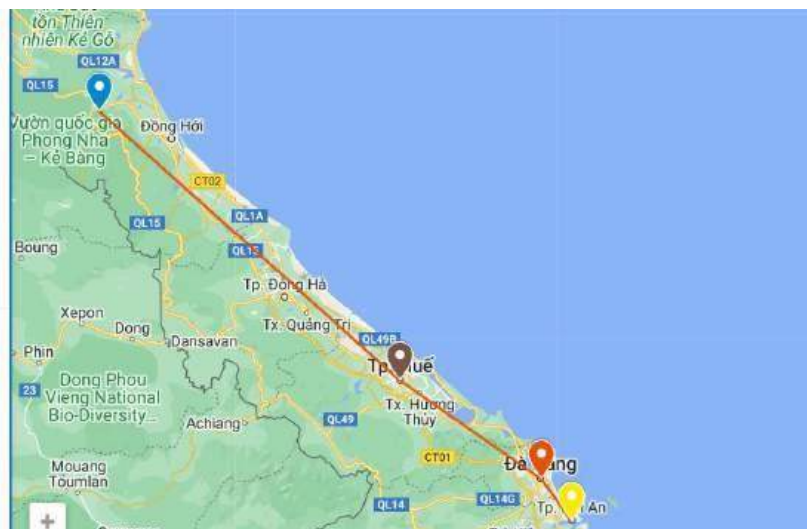 tồn Thiên
nhiên Kẻ Gỗ
QL12A
QL15
Vườn quốc gia
Phong Nha
– Kẻ Bàng
Đồng Hới
CT02
QL1A
QL15
Boung
Tp. Đông Hà
Xepon
Dong
Tx. Quảng Trị
Dansavan
QL49B
Phin
Tp. Huế
23
Dong Phou
Vieng National
Bio-Diversity...
Tx. Hương
Thủy
Achiang
QL49
CT01
Mouang
Toumlan
QL14
QL14G
+